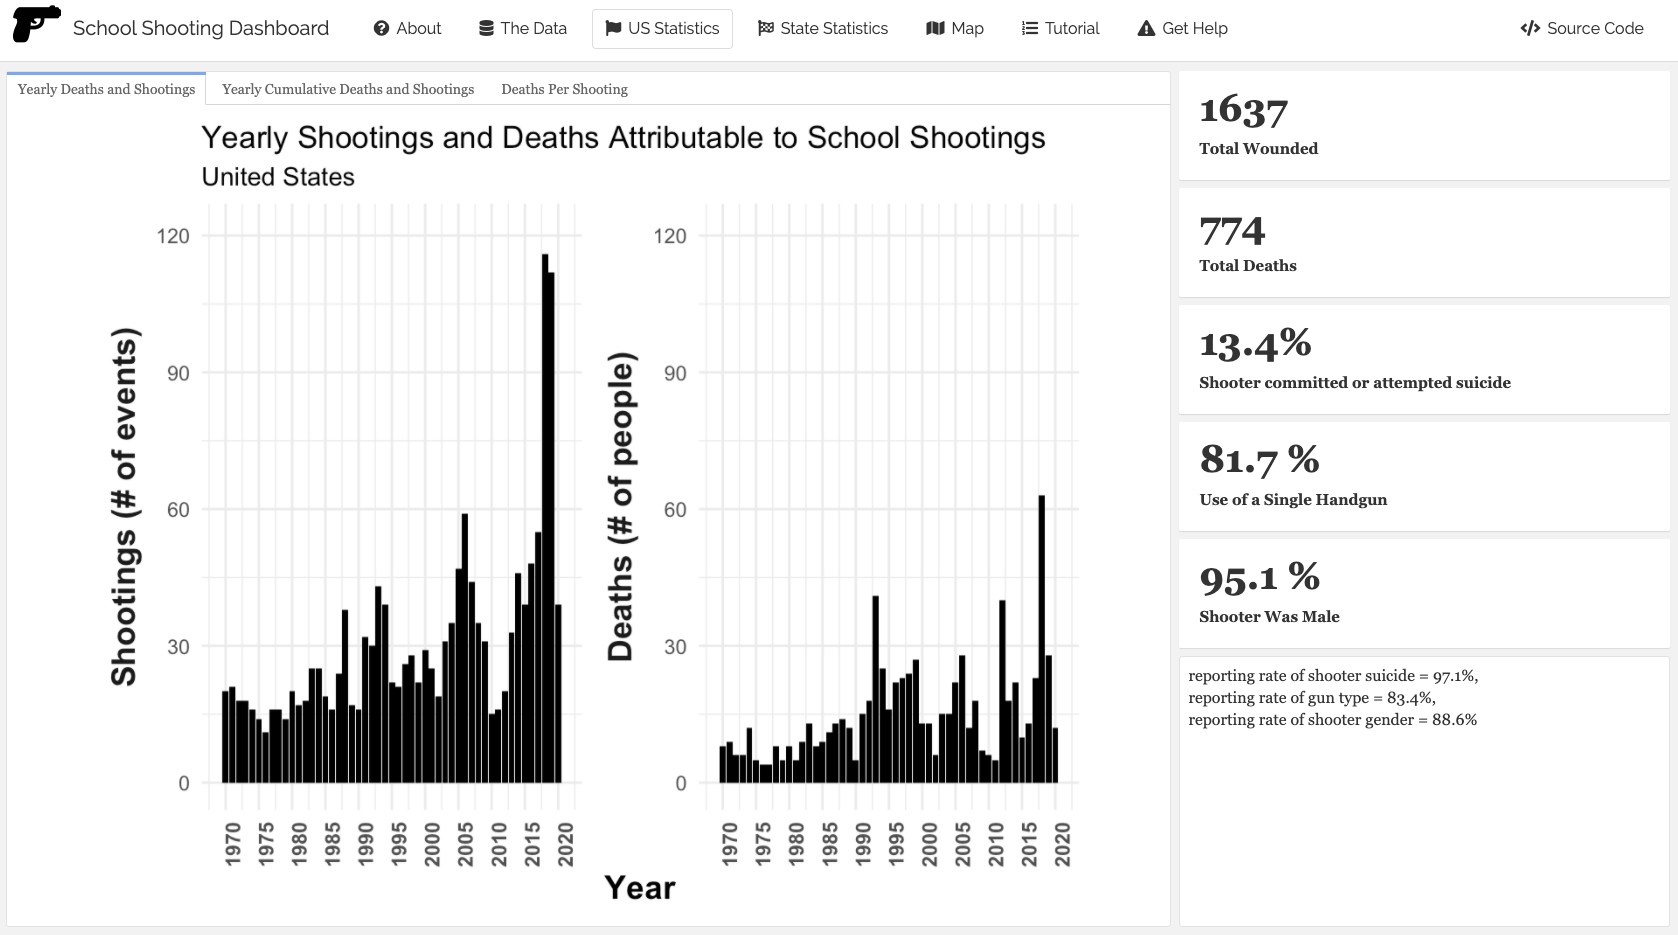 School Shooting Dashboard
About
The Data
US Statistics
State Statistics
Map
Tutorial
Get Help
Source Code
Yearly Deaths and Shootings
Yearly Cumulative Deaths and Shootings
Deaths Per Shooting
Yearly Shootings and Deaths Attributable to School Shootings
United States
Shootings (# of events)
120
90
60
30
0
1970
1975
1980
1985
1990
1995
2000
2005
2010
2015
2020
Deaths (# of people)
120
90
60
30
0
1970
1975
1980
1985
1990
1995
2000
2005
2010
2015
2020
Year
1637
Total Wounded
774
Total Deaths
13.4%
Shooter committed or attempted suicide
81.7 %
Use of a Single Handgun
95.1 %
Shooter Was Male
reporting rate of shooter suicide = 97.1%,
reporting rate of gun type = 83.4%,
reporting rate of shooter gender = 88.6%